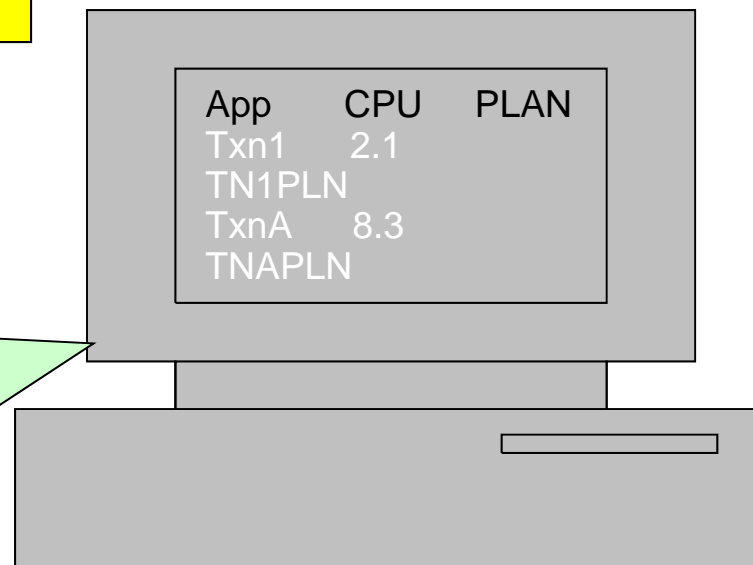 App CPU PLAN
Txn1 2.1
TN1PLN
TxnA 8.3
TNAPLN